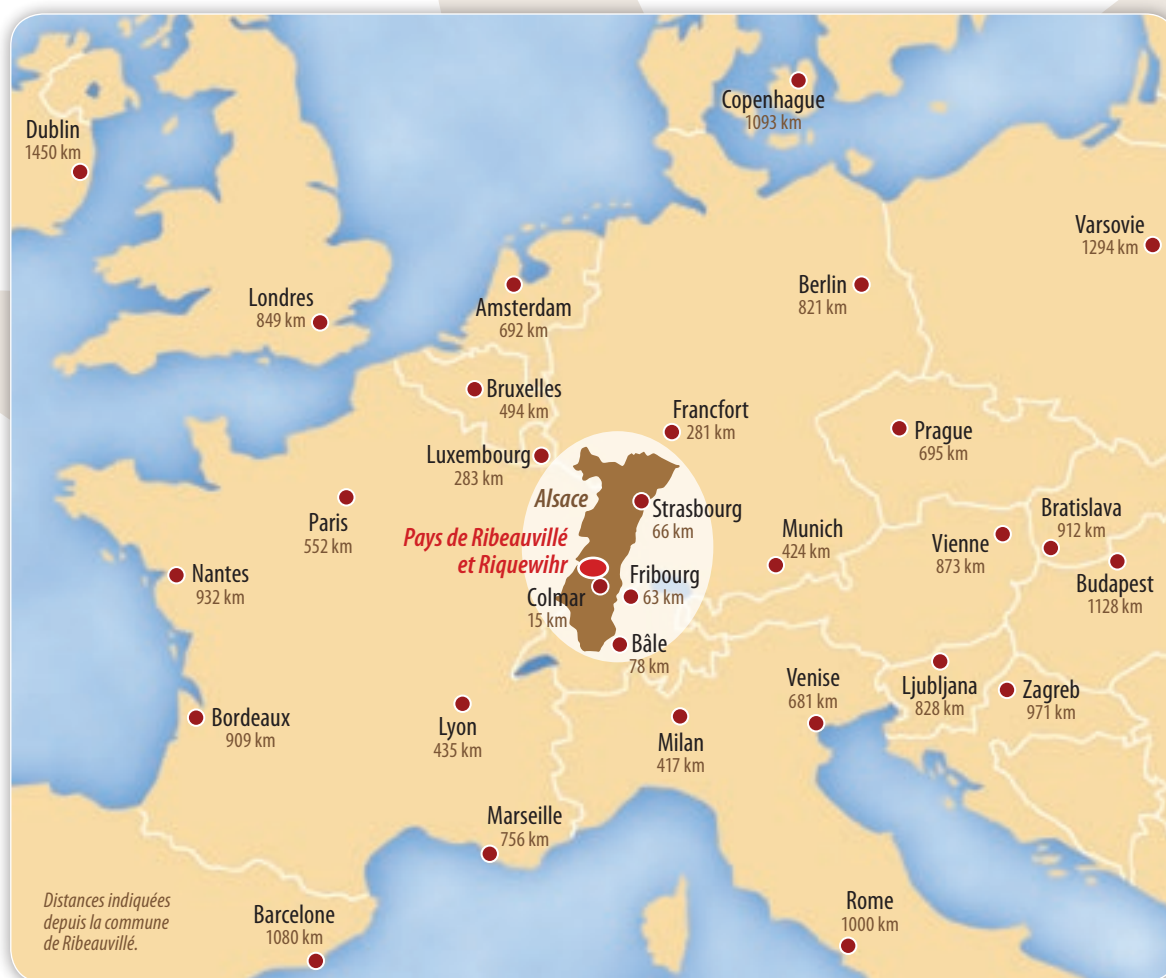 Copenhague
1093 km
Dublin
1450 km
Varsovie
1294 km
Londres
849 km
Amsterdam
692 km
Berlin
821 km
Bruxelles
494 km
Francfort
281 km
Prague
695 km
Luxembourg
283 km
Alsace
Strasbourg
66 km
Paris
552 km
Pays de Ribeauvillé
et Riquewihr
Munich
424 km
Vienne
873 km
Bratislava
912 km
Budapest
1128 km
Nantes
932 km
Colmar
15 km
Fribourg
63 km
Bâle
78 km
Bordeaux
909 km
Lyon
435 km
Milan
417 km
Venise
681 km
Ljubljana
828 km
Zagreb
971 km
Marseille
756 km
Distances indiquées
depuis la commune
de Ribeauvillé.
Barcelone
1080 km
Rome
1000 km